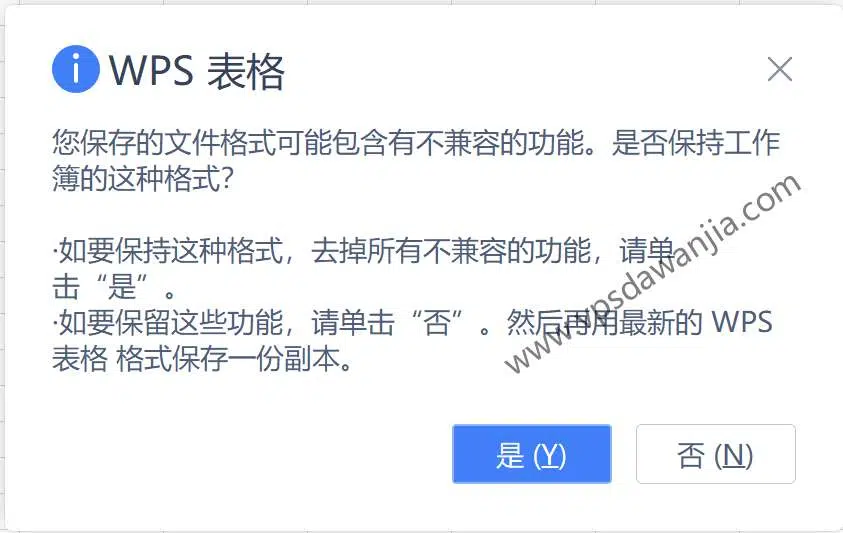 WPS 表格
您保存的文件格式可能包含有不兼容的功能。是否保持工作
簿的这种格式？
·如要保持这种格式，去掉所有不兼容的功能，请单
击“是”。
·如要保留这些功能，请单击“否”。然后再用最新的 WPS
表格 格式保存一份副本。
www.vpsdawanjia.com
是 (Y)
否 (N)